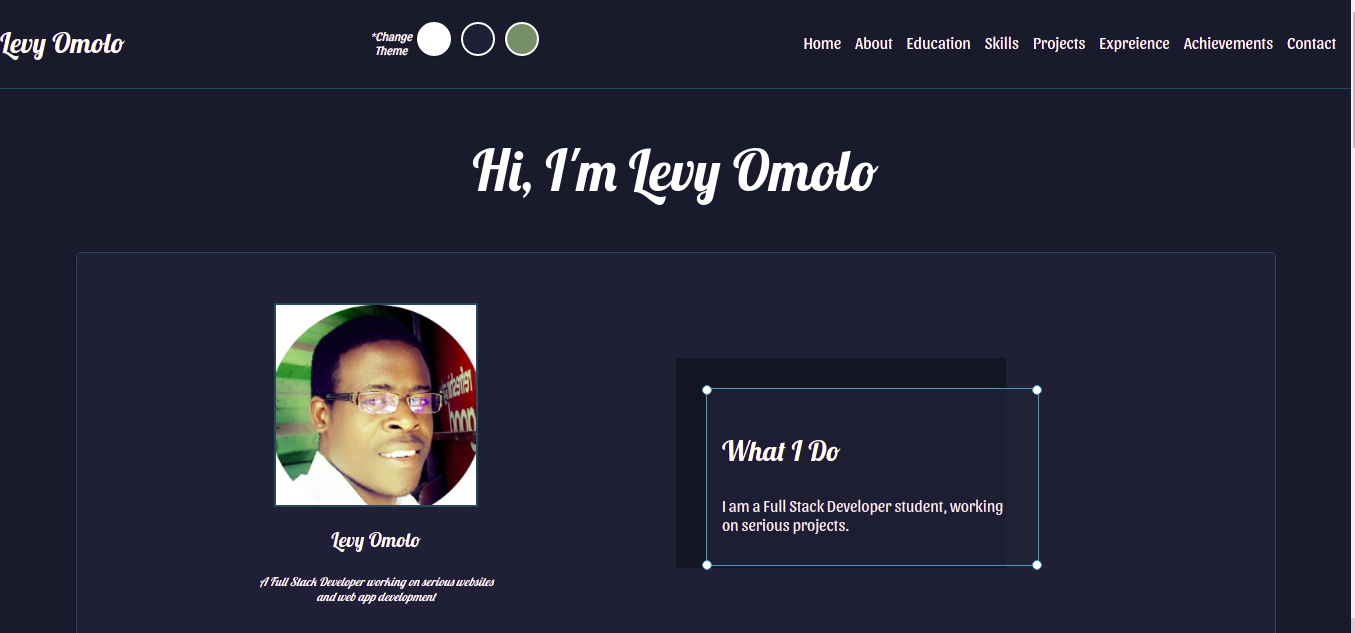 Levy Omolo
*Change
Theme
Home About Education Skills Projects Expreience Achievements Contact
Hi, I'm Levy Omolo
What I Do
I am a Full Stack Developer student, working
on serious projects.
Levy Omolo
A Full Stack Developer working on serious websites
and web app development